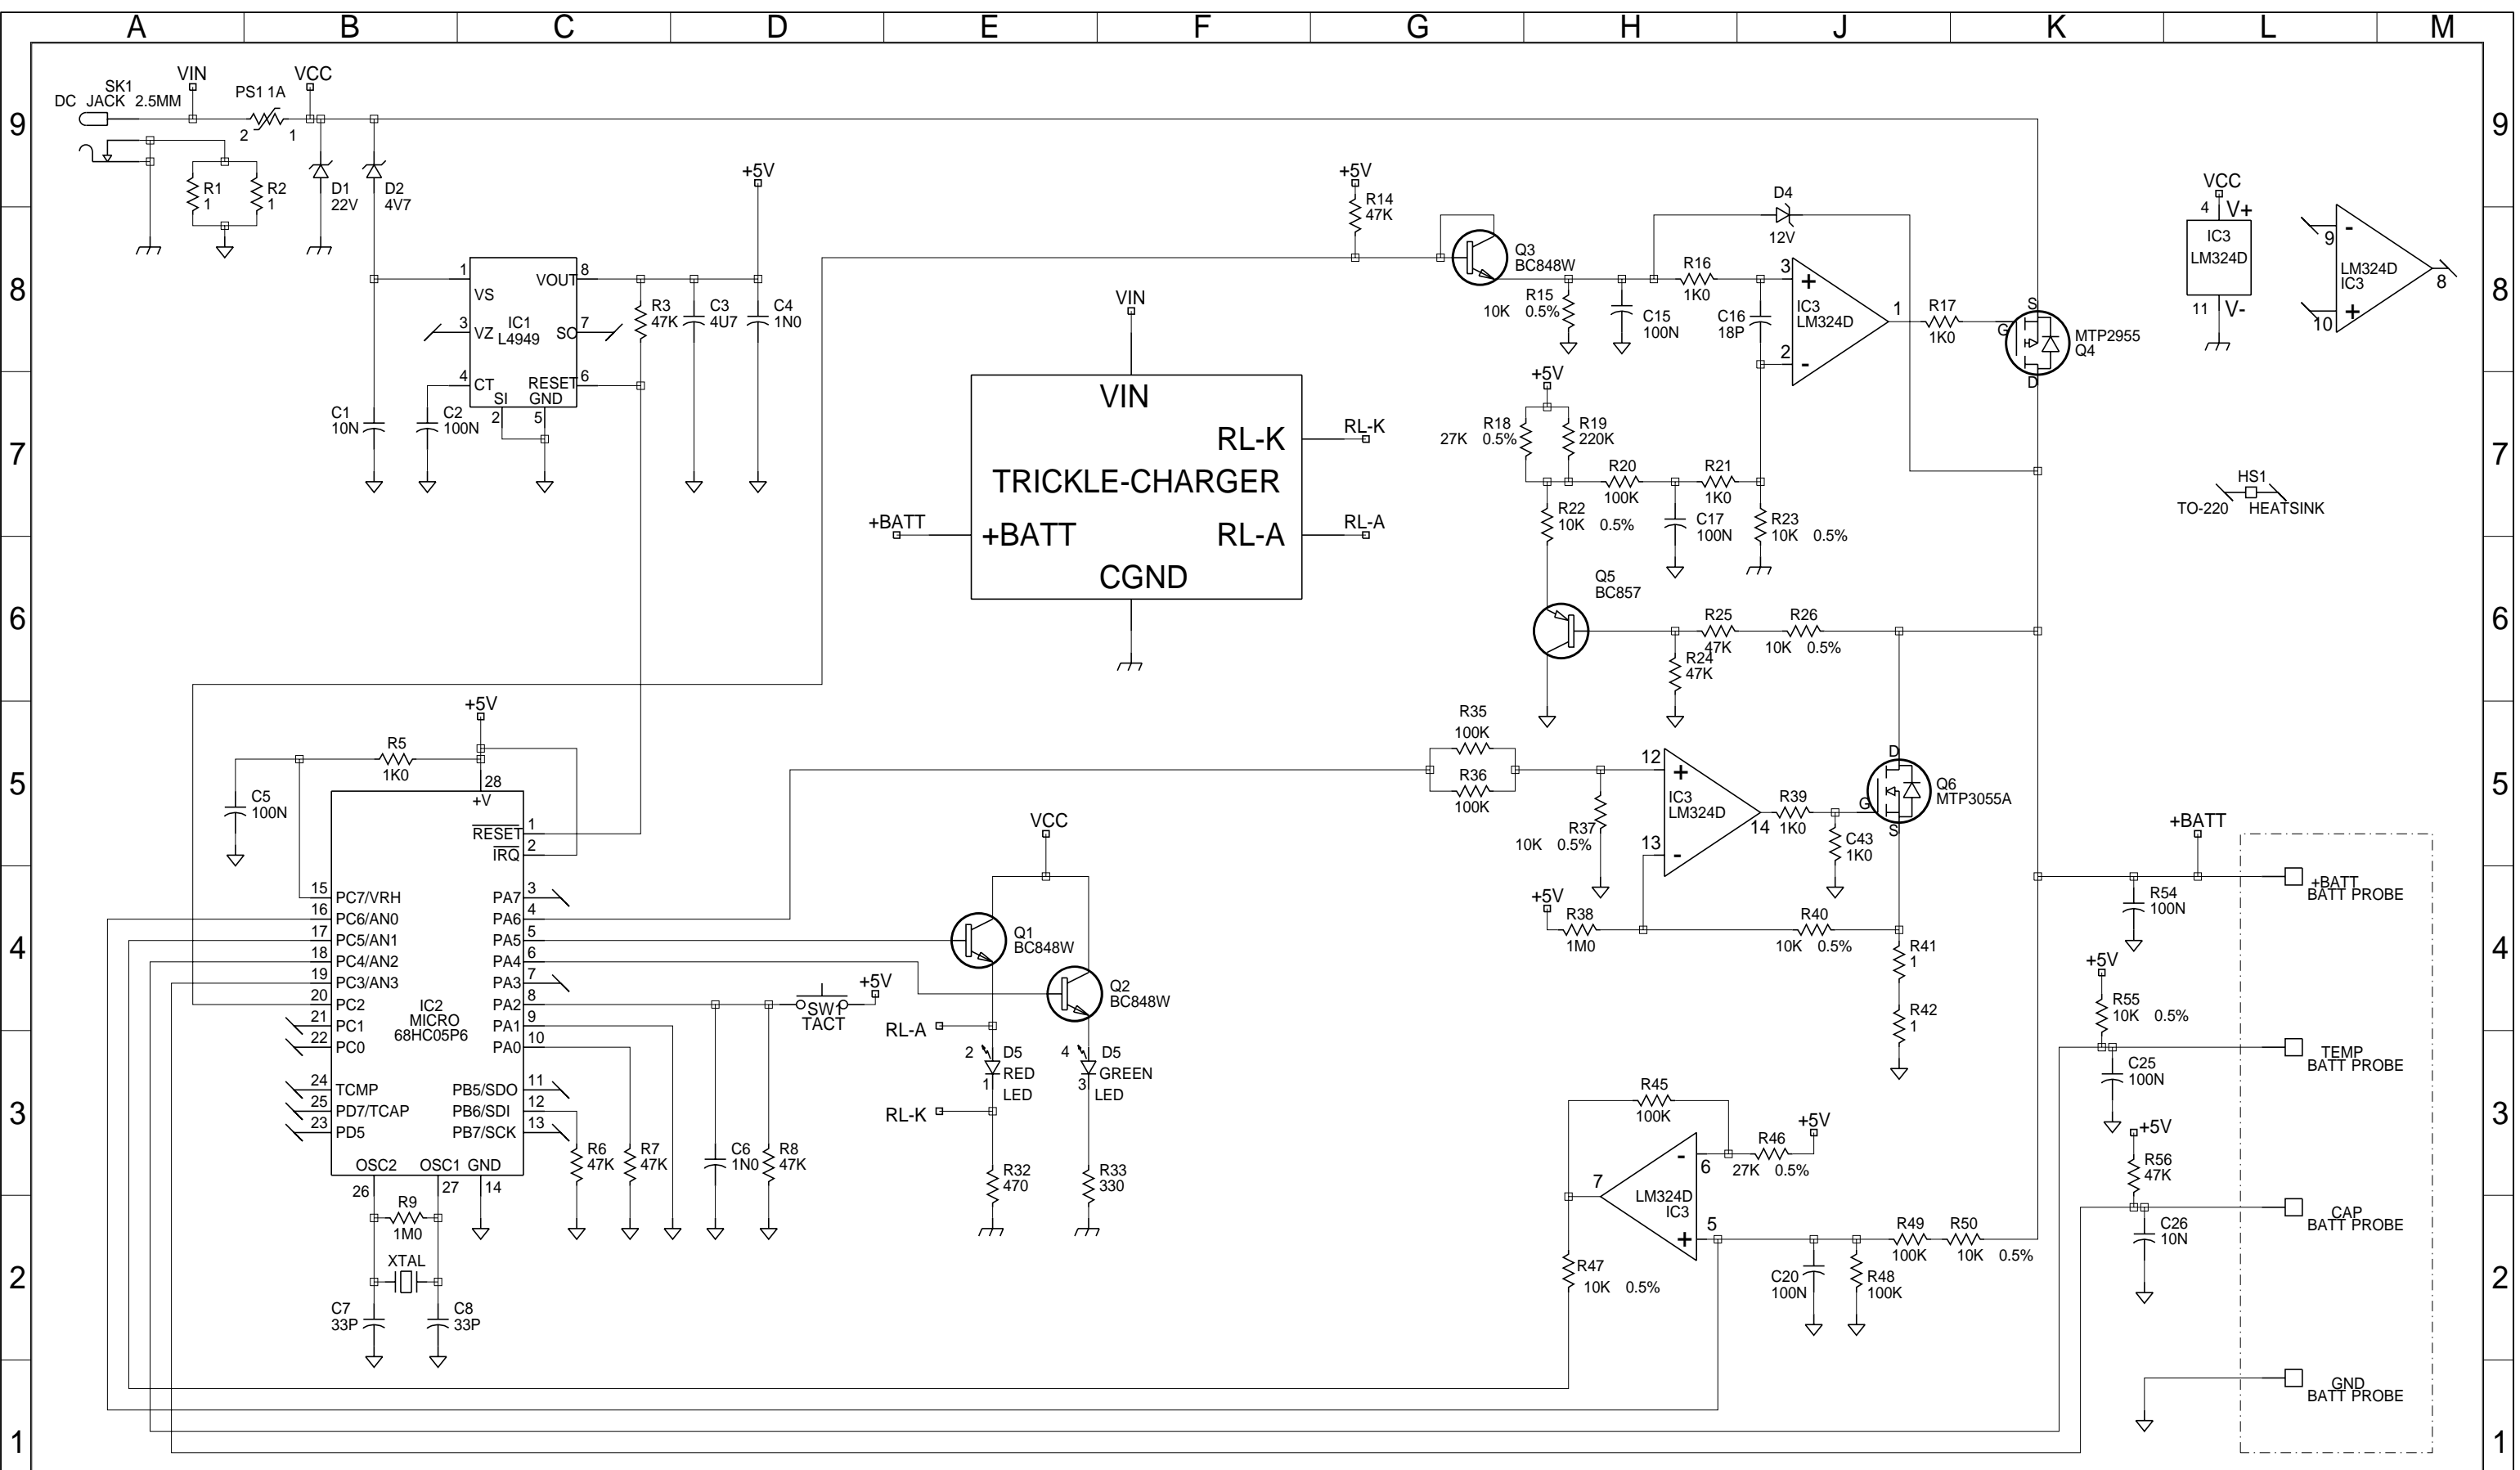 A B C D E F G H J K L M
9
SK1
DC JACK 2.5MM
VIN
PS1 1A
2 1
VCC
R1
1
R2
1
D1
22V
D2
4V7
+5V
+5V
R14
47K
D4
12V
VCC
4 V+
IC3
LM324D
11 V-
9 -
LM324D
IC3
8
10 +
9
8
1 VS
VOUT 8
3 VZ
IC1
L4949
SO 7
4 CT
RESET 6
SI GND
2 5
R3
47K
C3
4U7
C4
1N0
C1
10N
C2
100N
Q3
BC848W
R15
10K 0.5%
C15
100N
R16
1K0
C16
18P
3 +
IC3
LM324D
1
2 -
R17
1K0
S
G
D
MTP2955
Q4
8
7
VIN
VIN
RL-K
RL-K
TRICKLE-CHARGER
+BATT
+BATT
RL-A
RL-A
CGND
+5V
R18
27K 0.5%
R19
220K
R20
100K
R21
1K0
R22
10K 0.5%
C17
100N
R23
10K 0.5%
HS1
TO-220 HEATSINK
7
6
Q5
BC857
R25
47K
R26
10K 0.5%
R24
47K
6
5
+5V
R5
1K0
C5
100N
28
+V
RESET 1
IRQ 2
15 PC7/VRH
16 PC6/AN0
17 PC5/AN1
18 PC4/AN2
19 PC3/AN3
20 PC2
21 PC1
22 PC0
24 TCMP
25 PD7/TCAP
23 PD5
IC2
MICRO
68HC05P6
PA7 3
PA6 4
PA5 5
PA4 6
PA3 7
PA2 8
PA1 9
PA0 10
PB5/SDO 11
PB6/SDI 12
PB7/SCK 13
OSC2 OSC1 GND
26 27 14
R9
1M0
XTAL
C7
33P
C8
33P
R6
47K
R7
47K
C6
1N0
R8
47K
SW1
TACT
+5V
VCC
Q1
BC848W
Q2
BC848W
RL-A
2 D5
RED
1
LED
4 D5
GREEN
3
LED
RL-K
R32
470
R33
330
R35
100K
R36
100K
R37
10K 0.5%
12 +
IC3
LM324D
14
13 -
R39
1K0
C43
1K0
D
G
S
Q6
MTP3055A
5
4
+5V
R38
1M0
R40
10K 0.5%
R41
1
R42
1
+BATT
+BATT
BATT PROBE
R54
100N
+5V
R55
10K 0.5%
4
3
TEMP
BATT PROBE
C25
100N
+5V
R56
47K
R45
100K
+5V
R46
27K 0.5%
- 6
7
LM324D
IC3
+ 5
3
2
R47
10K 0.5%
C20
100N
R48
100K
R49
100K
R50
10K 0.5%
CAP
BATT PROBE
C26
10N
2
1
GND
BATT PROBE
1